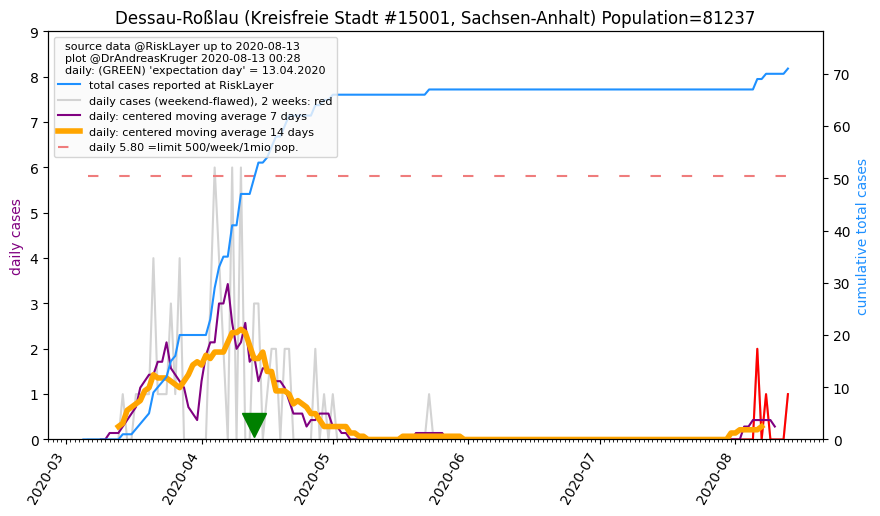 Dessau-Roßlau (Kreisfreie Stadt #15001, Sachsen-Anhalt) Population=81237
source data @RiskLayer up to 2020-08-13
plot @DrAndreasKruger 2020-08-13 00:28
daily: (GREEN) 'expectation day' = 13.04.2020
total cases reported at RiskLayer
daily cases (weekend-flawed), 2 weeks: red
daily: centered moving average 7 days
daily: centered moving average 14 days
daily 5.80 =limit 500/week/1mio pop.
daily cases
9
8
7
6
5
4
3
2
1
0
cumulative total cases
70
60
50
40
30
20
10
0
2020-03
2020-04
2020-05
2020-06
2020-07
2020-08